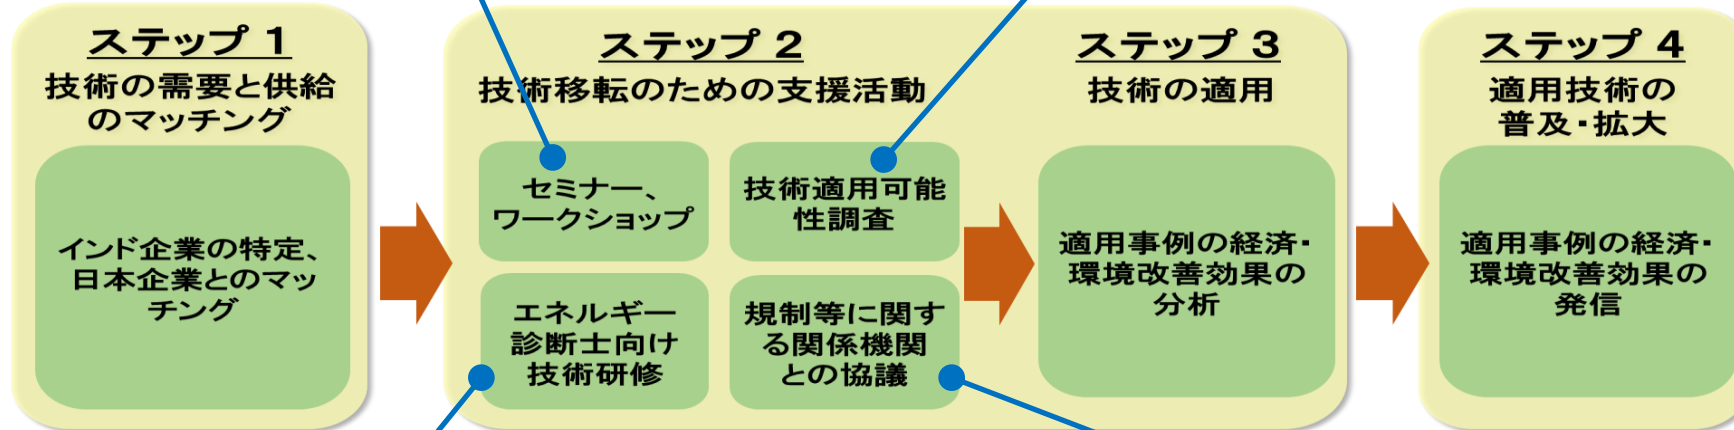 ステップ 1
技術の需要と供給
のマッチング
インド企業の特定、
日本企業とのマッ
チング
ステップ 2
技術移転のための支援活動
セミナー、
ワークショップ
技術適用可能
性調査
エネルギー
診断士向け
技術研修
規制等に関す
る関係機関
との協議
ステップ 3
技術の適用
適用事例の経済・
環境改善効果の
分析
ステップ 4
適用技術の
普及・拡大
適用事例の経済・
環境改善効果の
発信